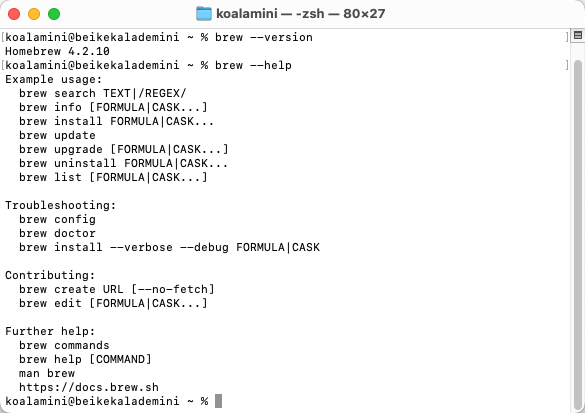 koalamini — -zsh — 80×27
[koalamini@beikekalademini ~ % brew --version ]
Homebrew 4.2.10
[koalamini@beikekalademini ~ % brew --help ]
Example usage:
  brew search TEXT|/REGEX/
  brew info [FORMULA|CASK...]
  brew install FORMULA|CASK...
  brew update
  brew upgrade [FORMULA|CASK...]
  brew uninstall FORMULA|CASK...
  brew list [FORMULA|CASK...]

Troubleshooting:
  brew config
  brew doctor
  brew install --verbose --debug FORMULA|CASK

Contributing:
  brew create URL [--no-fetch]
  brew edit [FORMULA|CASK...]

Further help:
  brew commands
  brew help [COMMAND]
  man brew
  https://docs.brew.sh
koalamini@beikekalademini ~ %